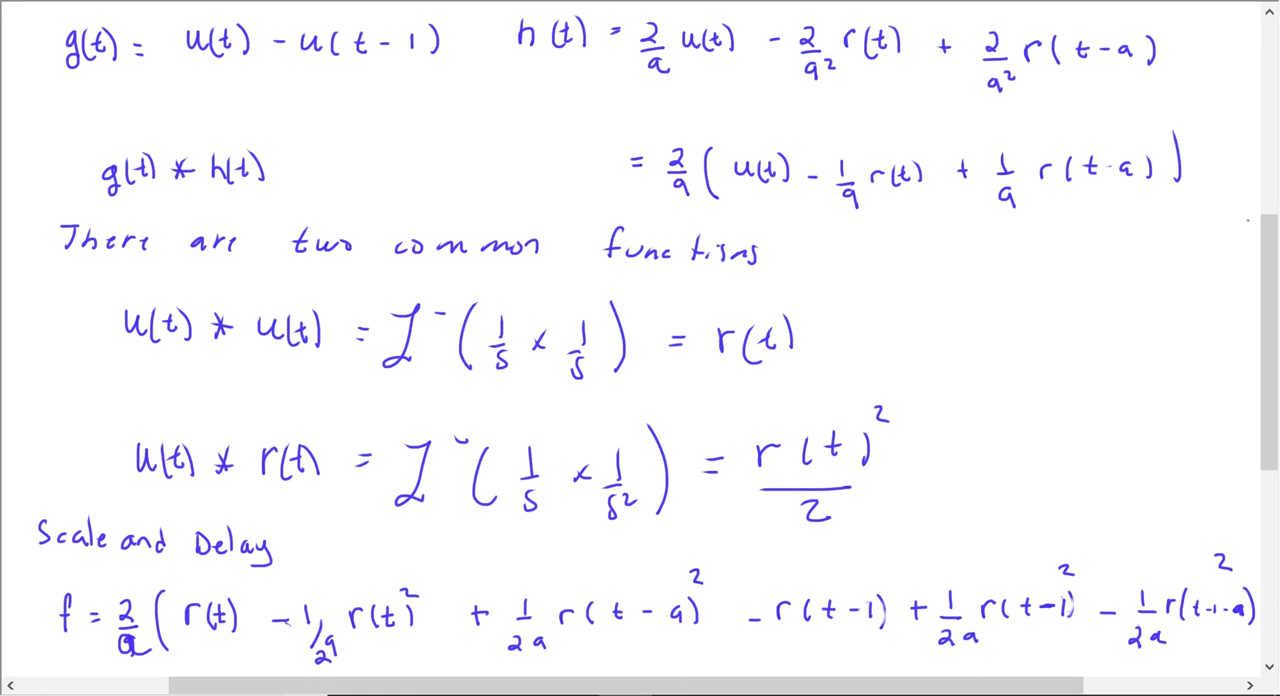 g(t) = u(t) - u(t-1) h(t) = 2/a u(t) - 2/a² r(t) + 2/a² r(t-a)
g(t) * h(t) = 2/a ( u(t) - 1/a r(t) + 1/a r(t-a) )
There are two common functions
u(t) * u(t) = ℒ⁻ ( 1/s × 1/s ) = r(t)
u(t) * r(t) = ℒ⁻ ( 1/s × 1/s² ) = r(t)²/2
Scale and Delay
f = 2/a ( r(t) - 1/2a r(t)² + 1/2a r(t-a)² - r(t-1) + 1/2a r(t-1)² - 1/2a r(t-1-a)²